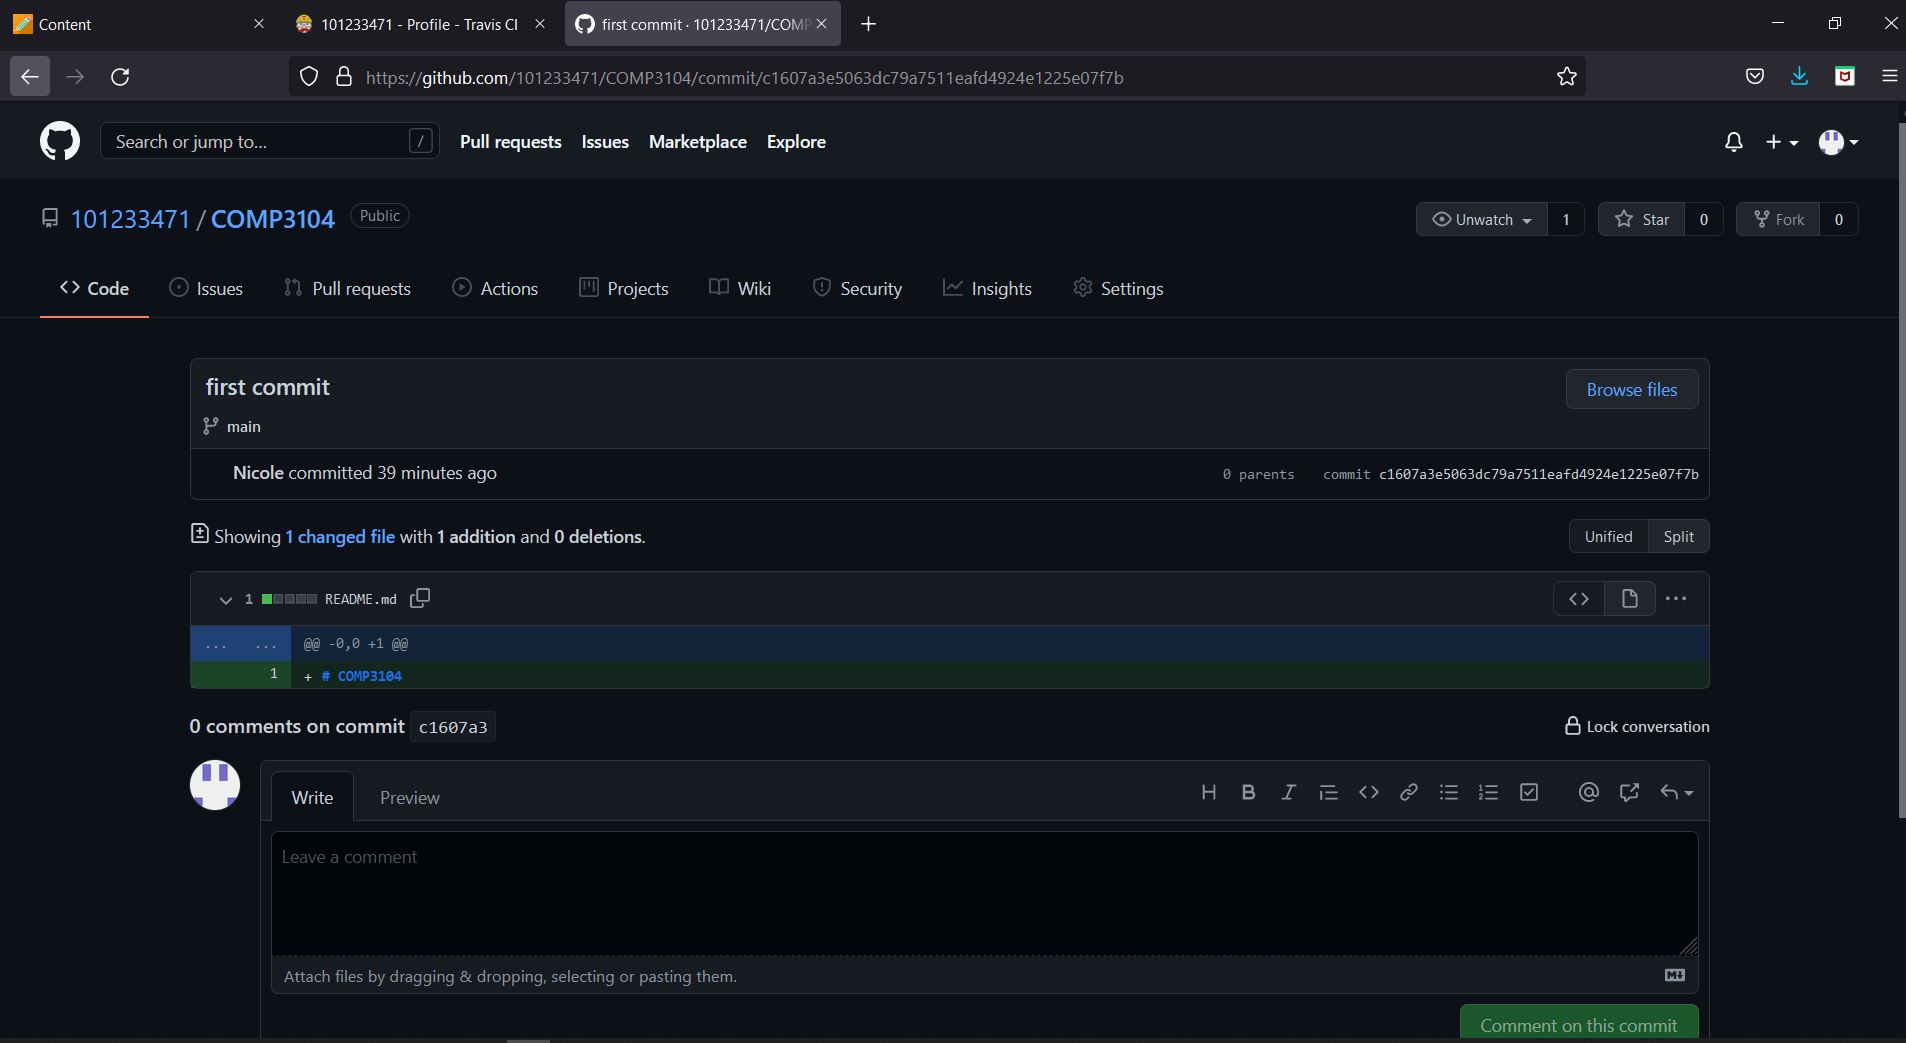 Content
101233471 - Profile - Travis CI
first commit · 101233471/COMP
https://github.com/101233471/COMP3104/commit/c1607a3e5063dc79a7511eafd4924e1225e07f7b
Search or jump to... /
Pull requests Issues Marketplace Explore
101233471 / COMP3104 Public
Unwatch 1 Star 0 Fork 0
Code Issues Pull requests Actions Projects Wiki Security Insights Settings
first commit
Browse files
main
Nicole committed 39 minutes ago
0 parents commit c1607a3e5063dc79a7511eafd4924e1225e07f7b
Showing 1 changed file with 1 addition and 0 deletions.
Unified Split
1 README.md
... ... @@ -0,0 +1 @@
1 + # COMP3104
0 comments on commit c1607a3
Lock conversation
Write Preview
Leave a comment
Attach files by dragging & dropping, selecting or pasting them.
Comment on this commit